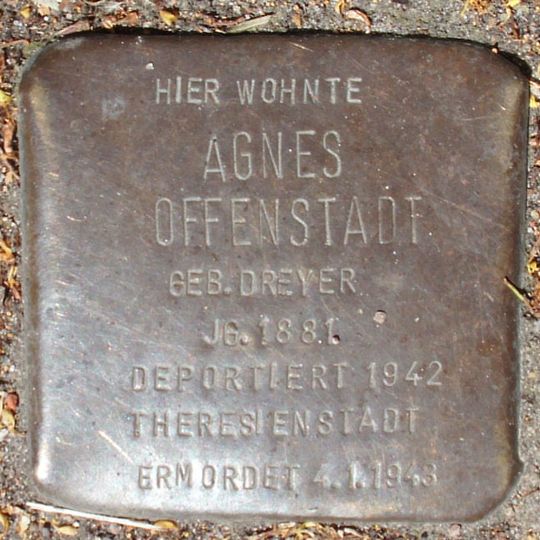 HIER WOHNTE
AGNES
OFFENSTADT
GEB. DREYER
JG. 1881
DEPORTIERT 1942
THERESIENSTADT
ERMORDET 4.1.1943